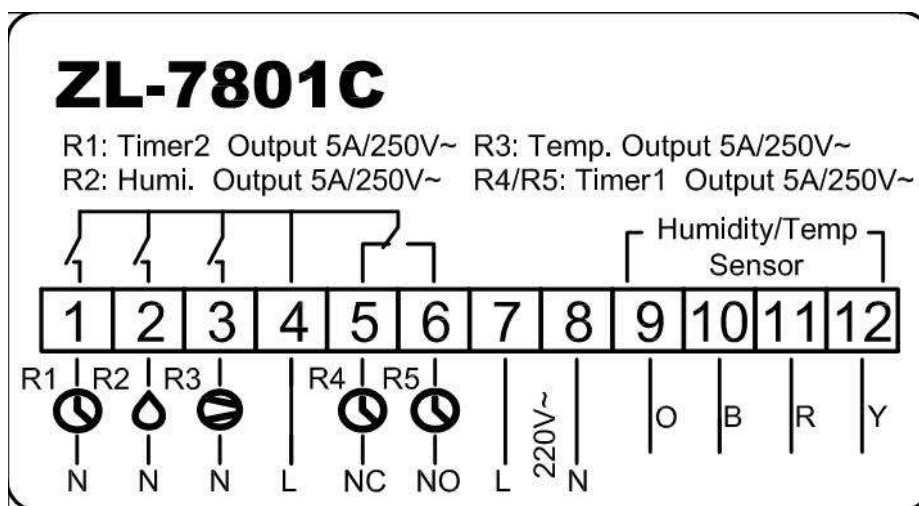 ZL-7801C
R1: Timer2 Output 5A/250V~ R3: Temp. Output 5A/250V~
R2: Humi. Output 5A/250V~ R4/R5: Timer1 Output 5A/250V~
Humidity/Temp
Sensor
1 2 3 4 5 6 7 8 9 10 11 12
R1 R2 R3 R4 R5
220V~
O B R Y
N N N L NC NO L N